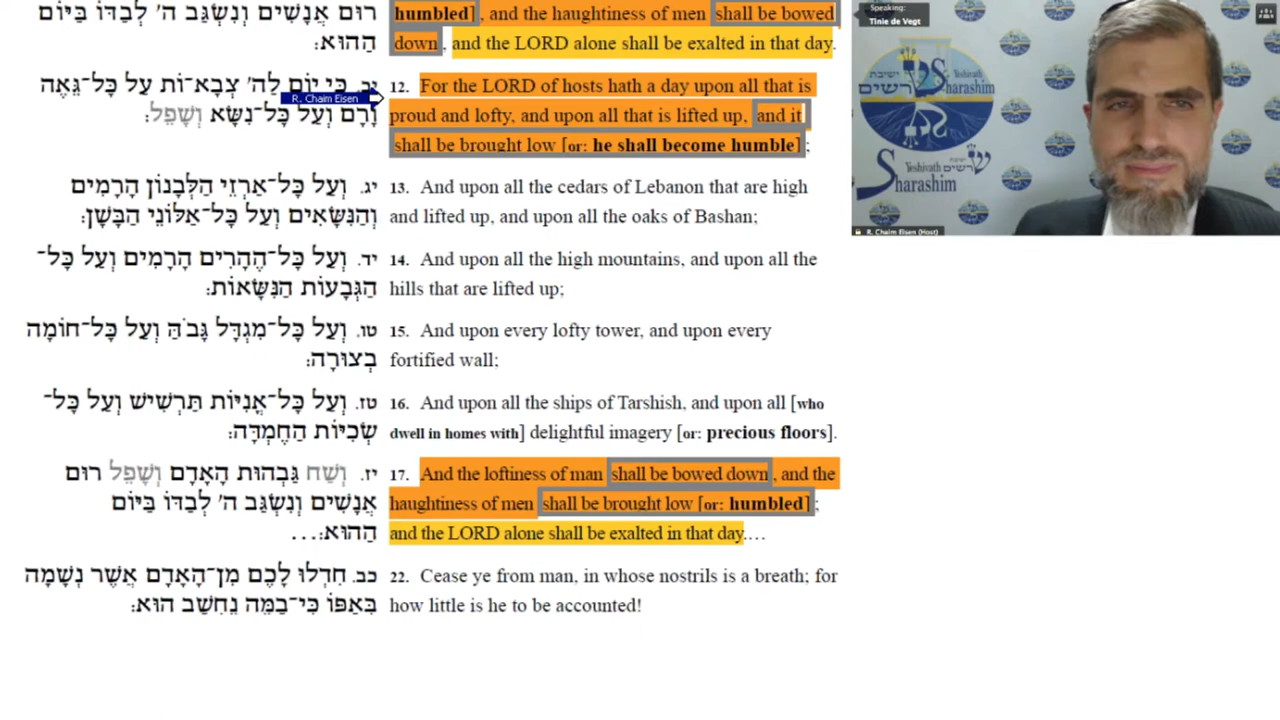 רוּם אֲנָשִׁים וְנִשְׂגַּב ה' לְבַדּוֹ בַּיּוֹם
הַהוּא:
יב. כִּי יוֹם לַה' צְבָא־וֹת עַל כָּל־גֵּאֶה
וָרָם וְעַל כָּל־נִשָּׂא וְשָׁפֵל:
יג. וְעַל כָּל־אַרְזֵי הַלְּבָנוֹן הָרָמִים
וְהַנִּשָּׂאִים וְעַל כָּל־אַלּוֹנֵי הַבָּשָׁן:
יד. וְעַל כָּל־הֶהָרִים הָרָמִים וְעַל כָּל־
הַגְּבָעוֹת הַנִּשָּׂאוֹת:
טו. וְעַל כָּל־מִגְדָּל גָּבֹהַּ וְעַל כָּל־חוֹמָה
בְצוּרָה:
טז. וְעַל כָּל־אֳנִיּוֹת תַּרְשִׁישׁ וְעַל כָּל־
שְׂכִיּוֹת הַחֶמְדָּה:
יז. וְשַׁח גַּבְהוּת הָאָדָם וְשָׁפֵל רוּם
אֲנָשִׁים וְנִשְׂגַּב ה' לְבַדּוֹ בַּיּוֹם
הַהוּא:...
כב. חִדְלוּ לָכֶם מִן־הָאָדָם אֲשֶׁר נְשָׁמָה
בְּאַפּוֹ כִּי־בַמֶּה נֶחְשָׁב הוּא:
humbled], and the haughtiness of men shall be bowed
down, and the LORD alone shall be exalted in that day.
12. For the LORD of hosts hath a day upon all that is
proud and lofty, and upon all that is lifted up, and it
shall be brought low [or: he shall become humble];
13. And upon all the cedars of Lebanon that are high
and lifted up, and upon all the oaks of Bashan;
14. And upon all the high mountains, and upon all the
hills that are lifted up;
15. And upon every lofty tower, and upon every
fortified wall;
16. And upon all the ships of Tarshish, and upon all [who
dwell in homes with] delightful imagery [or: precious floors].
17. And the loftiness of man shall be bowed down, and the
haughtiness of men shall be brought low [or: humbled];
and the LORD alone shall be exalted in that day....
22. Cease ye from man, in whose nostrils is a breath; for
how little is he to be accounted!
R. Chaim Eisen
Speaking:
Tinie de Vegt
ישיבת
שרשים
Yeshivath
Sharashim
R. Chaim Eisen (Host)